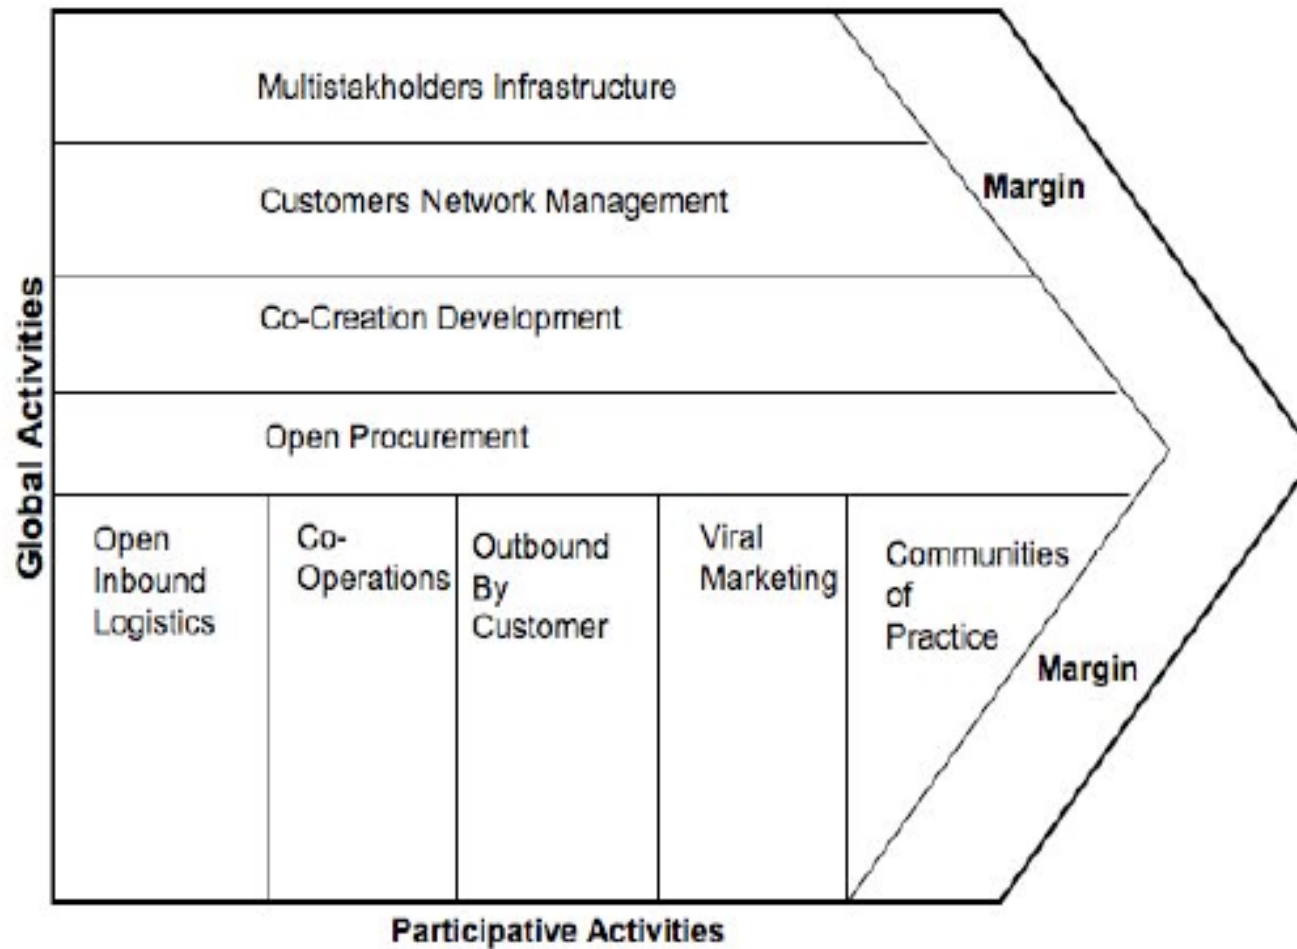 Multistakholders Infrastructure
Customers Network Management
Co-Creation Development
Open Procurement
Global Activities
Margin
Open
Inbound
Logistics
Co-
Operations
Outbound
By
Customer
Viral
Marketing
Communities
of
Practice
Margin
Participative Activities